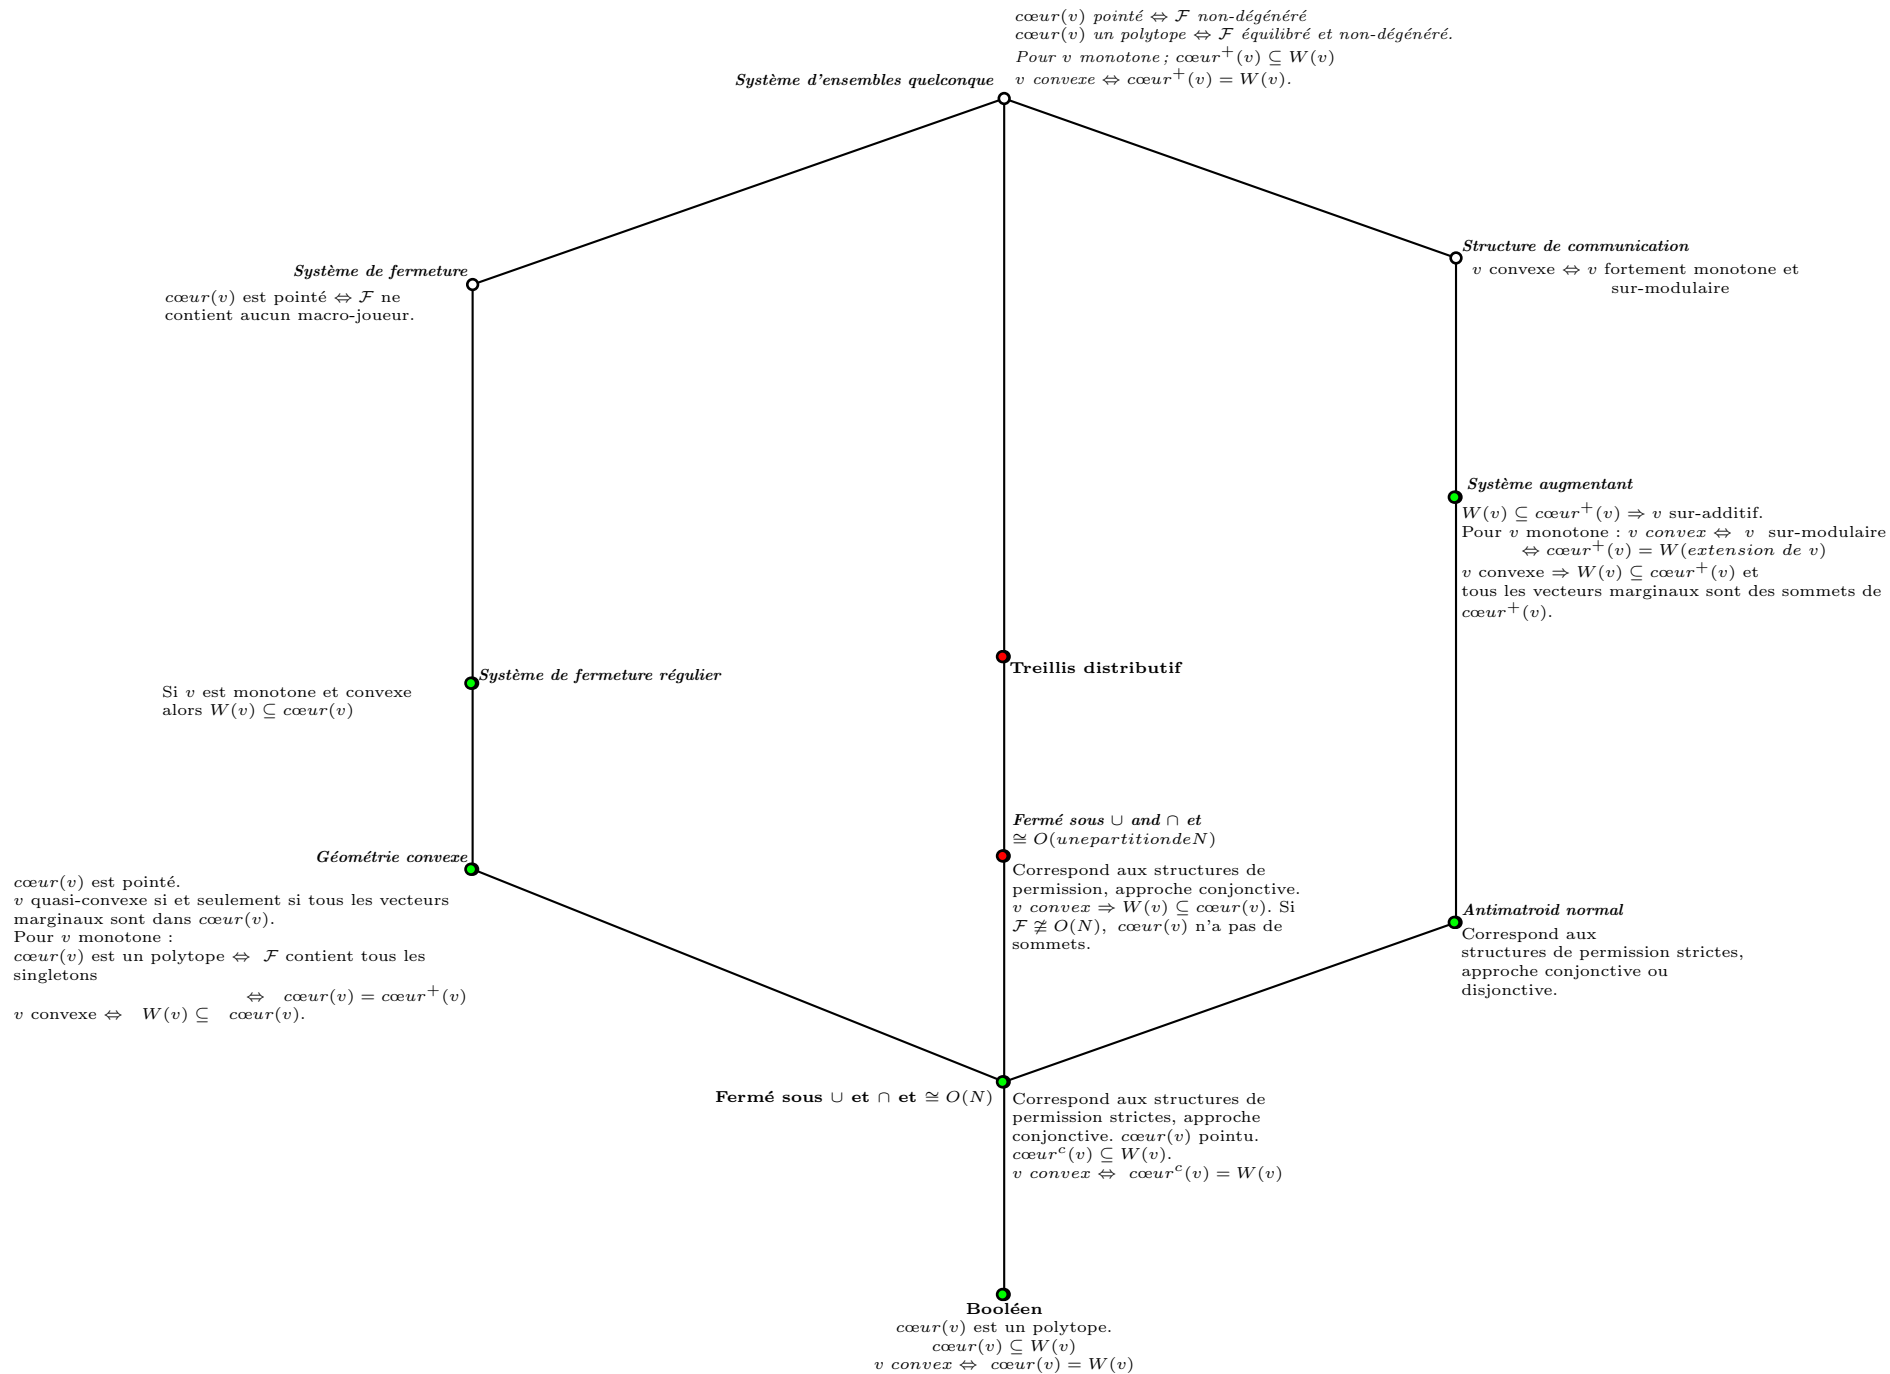 cœur(v) pointé ⇔ ℱ non-dégénéré
cœur(v) un polytope ⇔ ℱ équilibré et non-dégénéré.
Pour v monotone ; cœur⁺(v) ⊆ W(v)
v convexe ⇔ cœur⁺(v) = W(v).
Système d'ensembles quelconque
Système de fermeture
cœur(v) est pointé ⇔ ℱ ne
contient aucun macro-joueur.
Structure de communication
v convexe ⇔ v fortement monotone et
sur-modulaire
Système augmentant
W(v) ⊆ cœur⁺(v) ⇒ v sur-additif.
Pour v monotone : v convex ⇔ v sur-modulaire
⇔ cœur⁺(v) = W(extension de v)
v convexe ⇒ W(v) ⊆ cœur⁺(v) et
tous les vecteurs marginaux sont des sommets de
cœur⁺(v).
Treillis distributif
Système de fermeture régulier
Si v est monotone et convexe
alors W(v) ⊆ cœur(v)
Fermé sous ∪ and ∩ et
≅ O(unepartitiondeN)
Correspond aux structures de
permission, approche conjonctive.
v convex ⇒ W(v) ⊆ cœur(v). Si
ℱ ≇ O(N), cœur(v) n'a pas de
sommets.
Géométrie convexe
cœur(v) est pointé.
v quasi-convexe si et seulement si tous les vecteurs
marginaux sont dans cœur(v).
Pour v monotone :
cœur(v) est un polytope ⇔ ℱ contient tous les
singletons
⇔ cœur(v) = cœur⁺(v)
v convexe ⇔ W(v) ⊆ cœur(v).
Antimatroid normal
Correspond aux
structures de permission strictes,
approche conjonctive ou
disjonctive.
Fermé sous ∪ et ∩ et ≅ O(N)
Correspond aux structures de
permission strictes, approche
conjonctive. cœur(v) pointu.
cœurᶜ(v) ⊆ W(v).
v convex ⇔ cœurᶜ(v) = W(v)
Booléen
cœur(v) est un polytope.
cœur(v) ⊆ W(v)
v convex ⇔ cœur(v) = W(v)